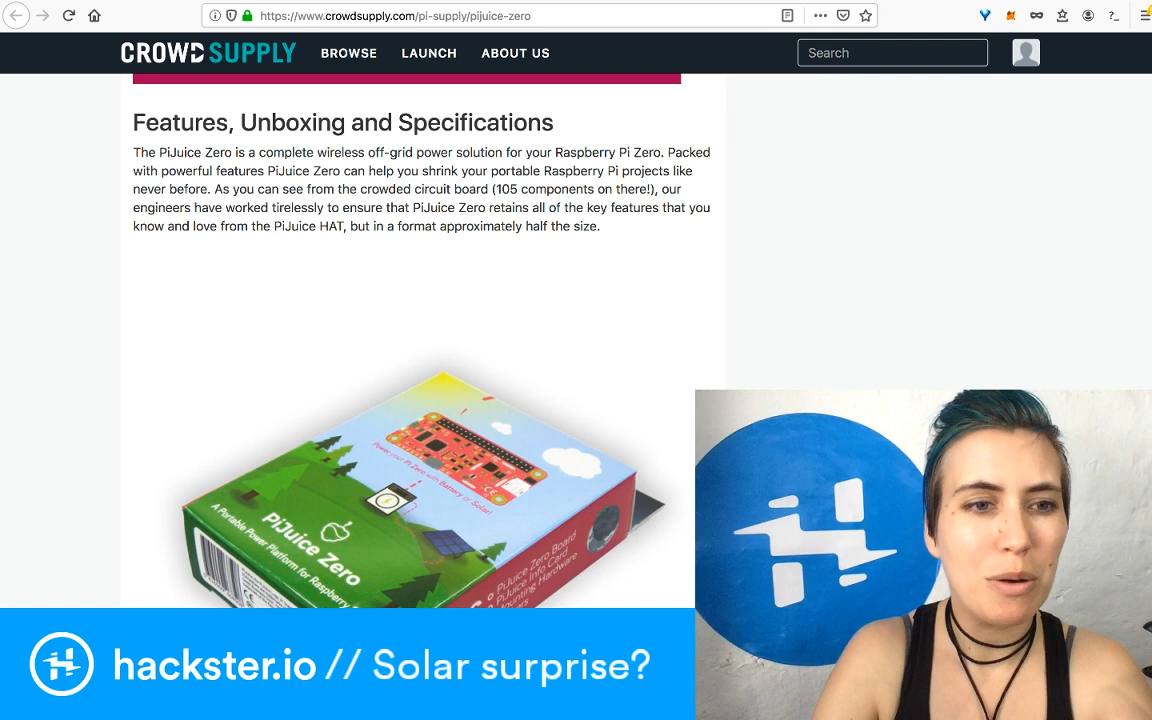 https://www.crowdsupply.com/pi-supply/pijuice-zero
CROWD SUPPLY BROWSE LAUNCH ABOUT US Search
Features, Unboxing and Specifications
The PiJuice Zero is a complete wireless off-grid power solution for your Raspberry Pi Zero. Packed
with powerful features PiJuice Zero can help you shrink your portable Raspberry Pi projects like
never before. As you can see from the crowded circuit board (105 components on there!), our
engineers have worked tirelessly to ensure that PiJuice Zero retains all of the key features that you
know and love from the PiJuice HAT, but in a format approximately half the size.
Power your Pi Zero with Battery or Solar!
PiJuice Zero
A Portable Power Platform for Raspberry
PiJuice Zero Board
PiJuice Info Card
Mounting Hardware
hackster.io // Solar surprise?